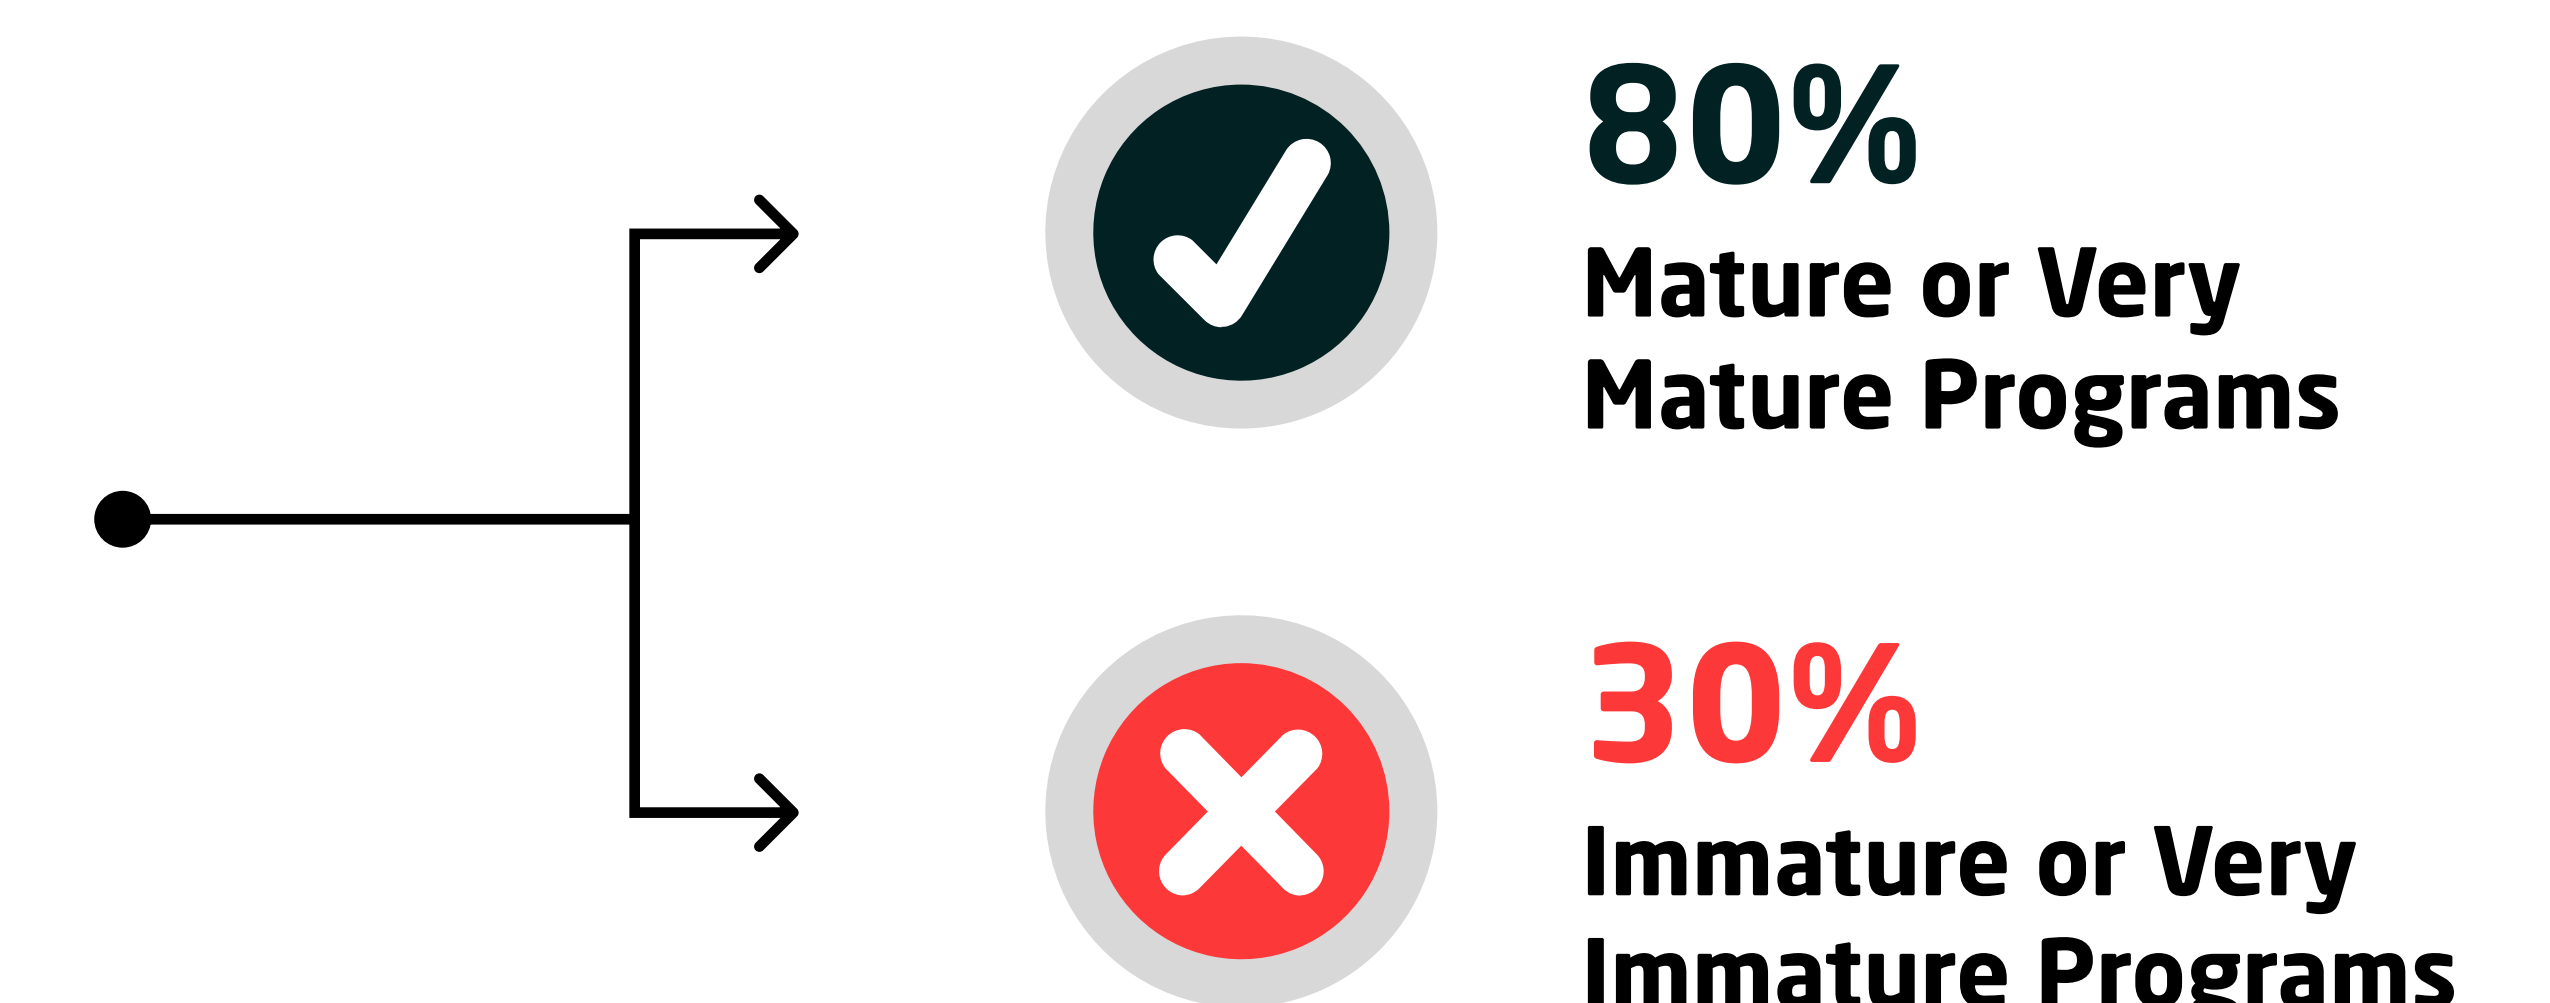 80%
Mature or Very
Mature Programs
30%
Immature or Very
Immature Programs